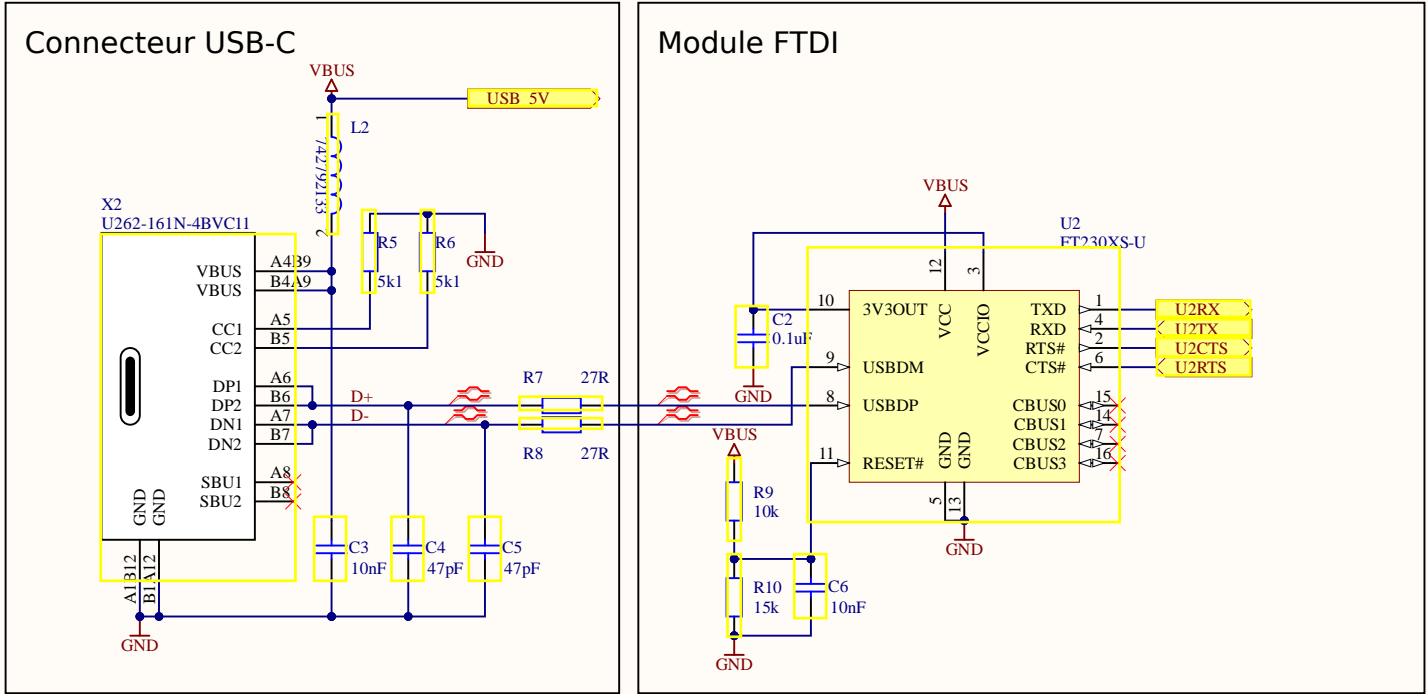 Connecteur USB-C
VBUS
USB 5V
1
L2
742792133
2
X2
U262-161N-4BVC11
R5
5k1
R6
5k1
GND
VBUS
A4B9
VBUS
B4A9
CC1
A5
CC2
B5
DP1
A6
DP2
B6
DN1
A7
DN2
B7
SBU1
A8
SBU2
B8
GND
GND
A1B12
B1A12
GND
D+
D-
R7
27R
R8
27R
C3
10nF
C4
47pF
C5
47pF
Module FTDI
VBUS
U2
FT230XS-U
12
3
VCC
VCCIO
10
3V3OUT
9
USBDM
8
USBDP
11
RESET#
GND
GND
5
13
GND
TXD
1
U2RX
RXD
4
U2TX
RTS#
2
U2CTS
CTS#
6
U2RTS
CBUS0
15
CBUS1
14
CBUS2
7
CBUS3
16
C2
0.1uF
GND
VBUS
R9
10k
R10
15k
C6
10nF
GND